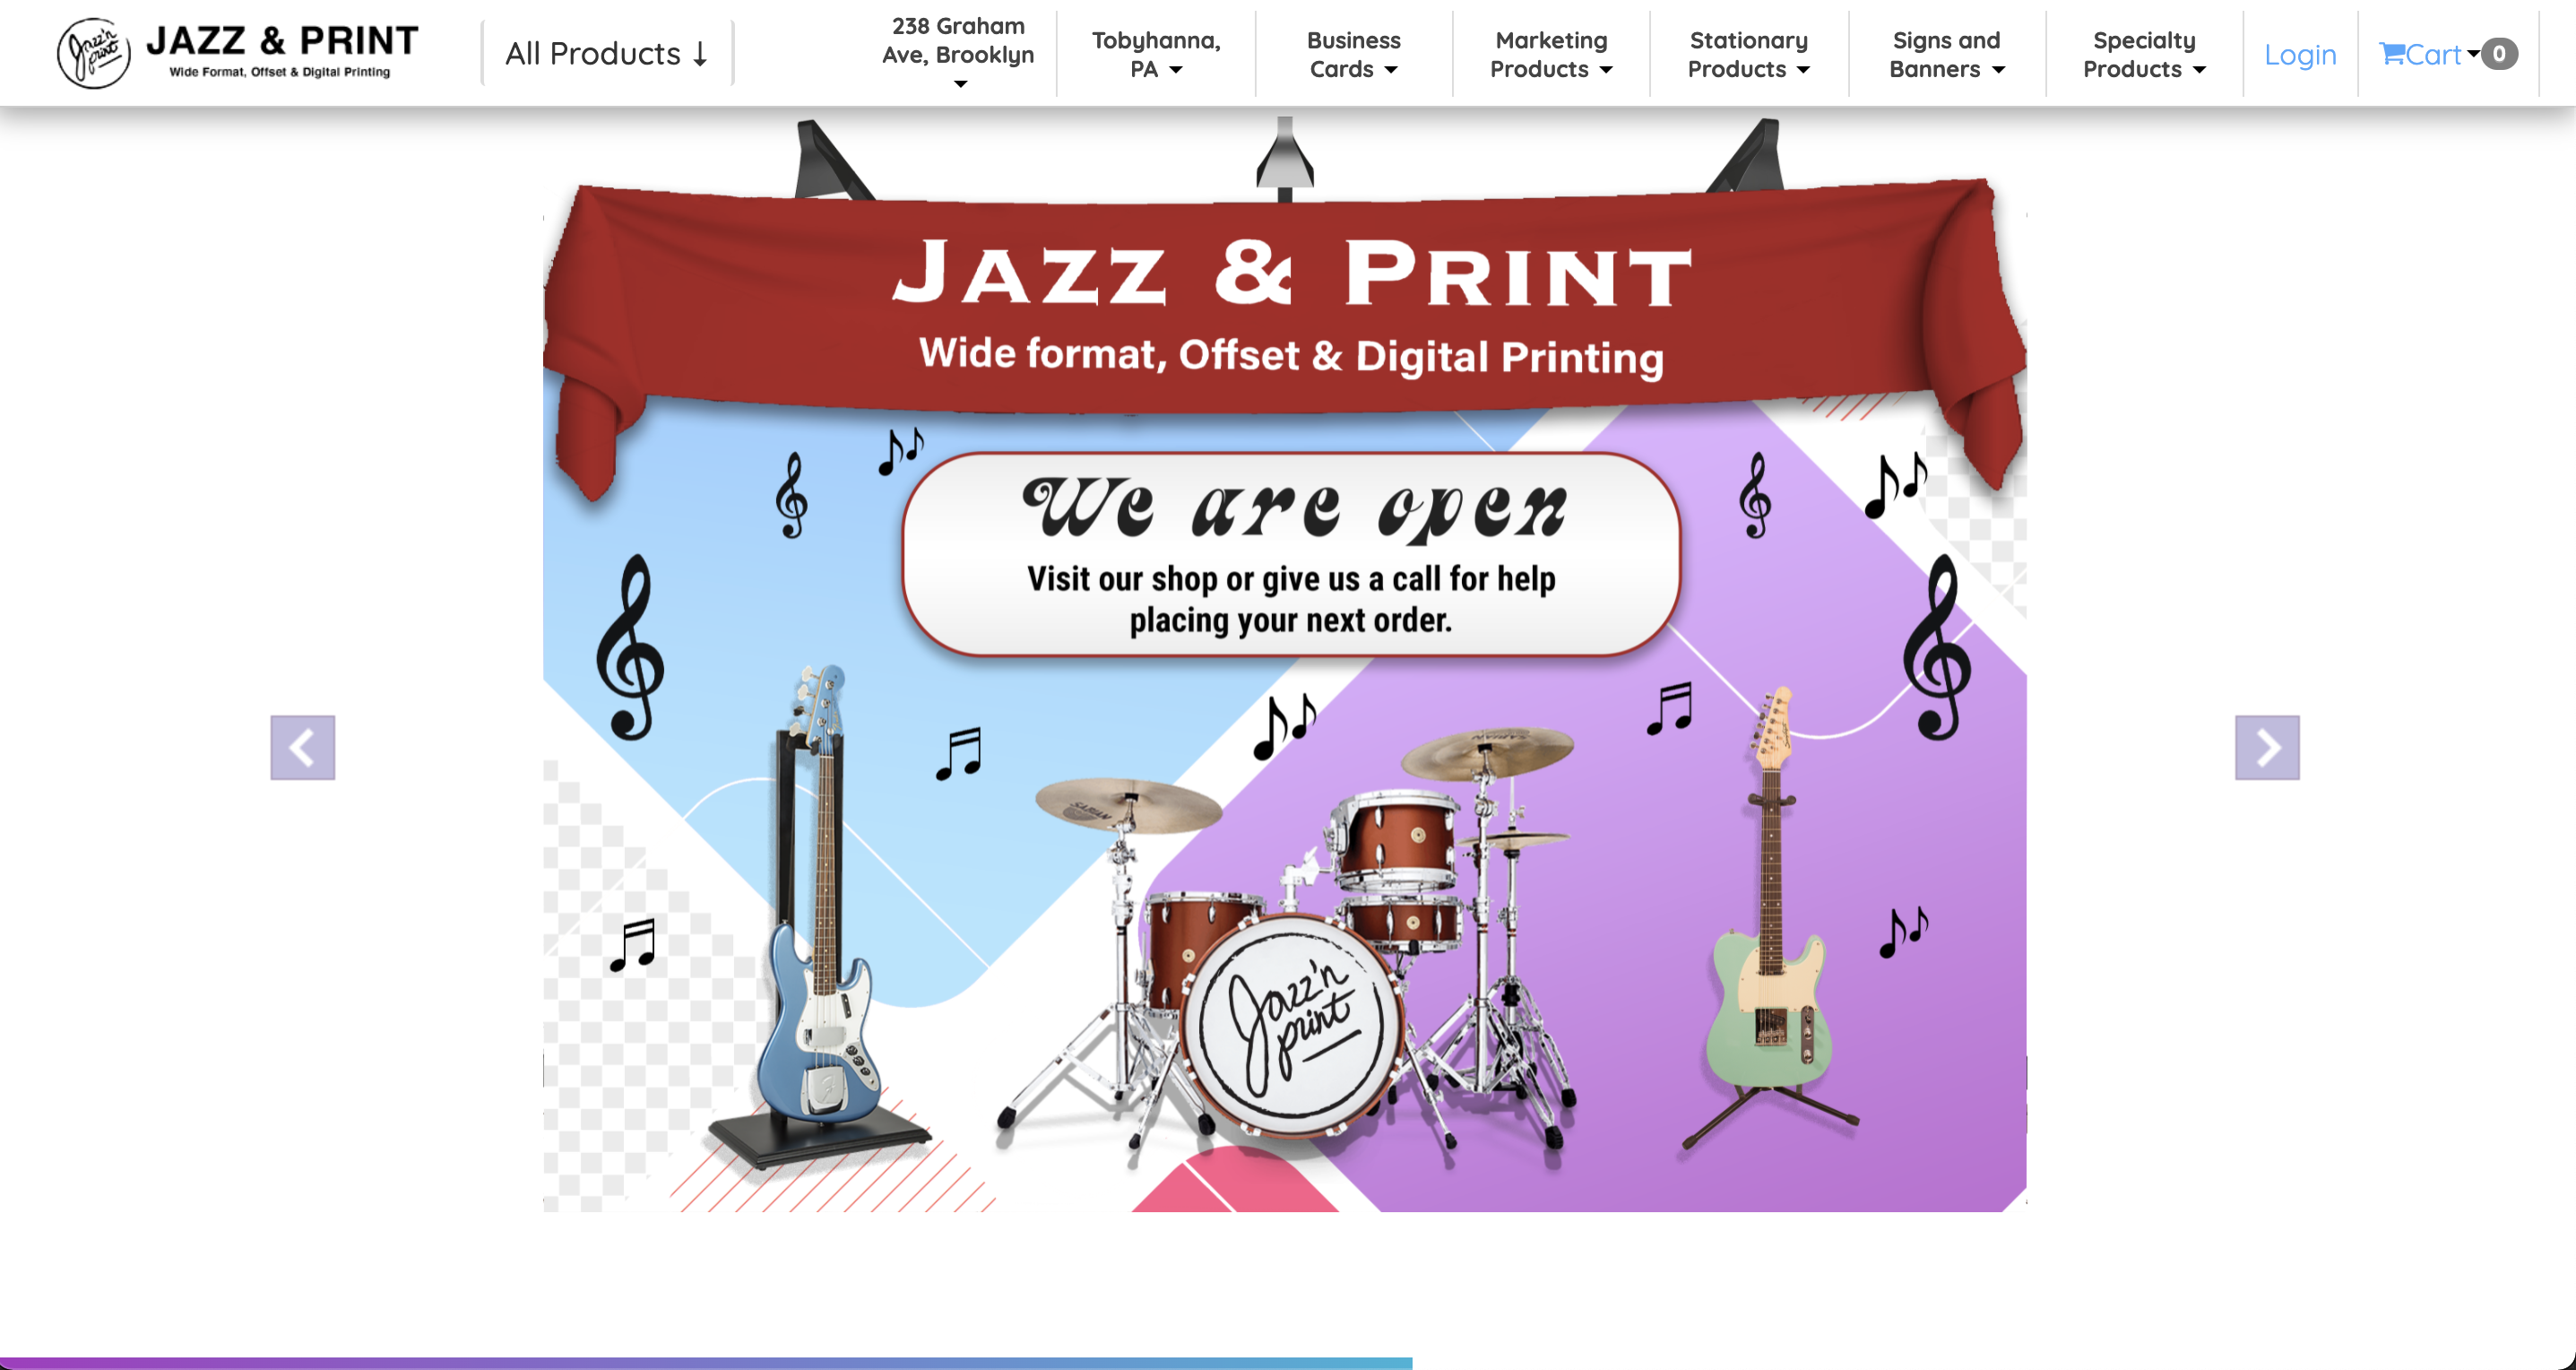 Jazz'n
print
JAZZ & PRINT
Wide Format, Offset & Digital Printing
All Products ↓
238 Graham
Ave, Brooklyn
Tobyhanna,
PA
Business
Cards
Marketing
Products
Stationary
Products
Signs and
Banners
Specialty
Products
Login
Cart 0
JAZZ & PRINT
Wide format, Offset & Digital Printing
We are open
Visit our shop or give us a call for help
placing your next order.
SABIAN
SABIAN
Jazz'n
print